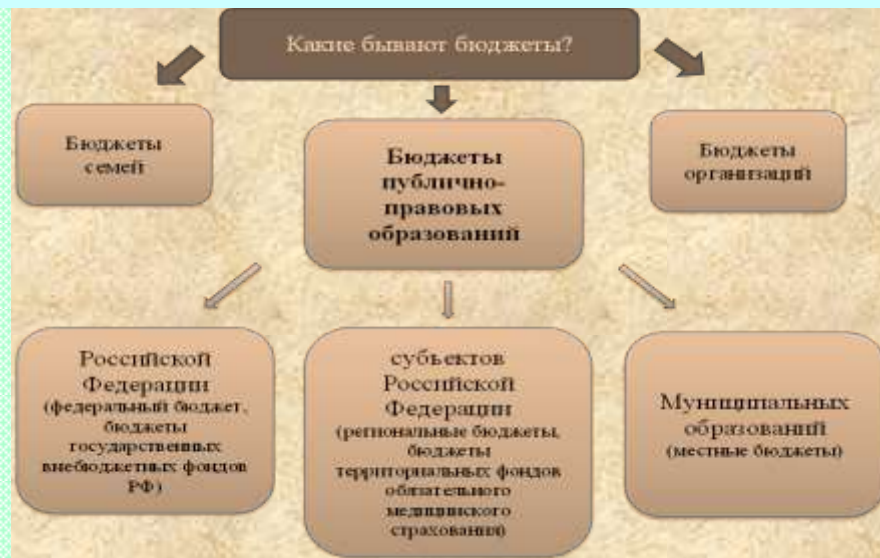 Какие бывают бюджеты?
Бюджеты
семей
Бюджеты
публично-
правовых
образований
Бюджеты
организаций
Российской
Федерации
(федеральный бюджет,
бюджеты
государственных
внебюджетных фондов
РФ)
субъектов
Российской
Федерации
(региональные бюджеты,
бюджеты
территориальных фондов
обязательного
медицинского
страхования)
Муниципальных
образований
(местные бюджеты)